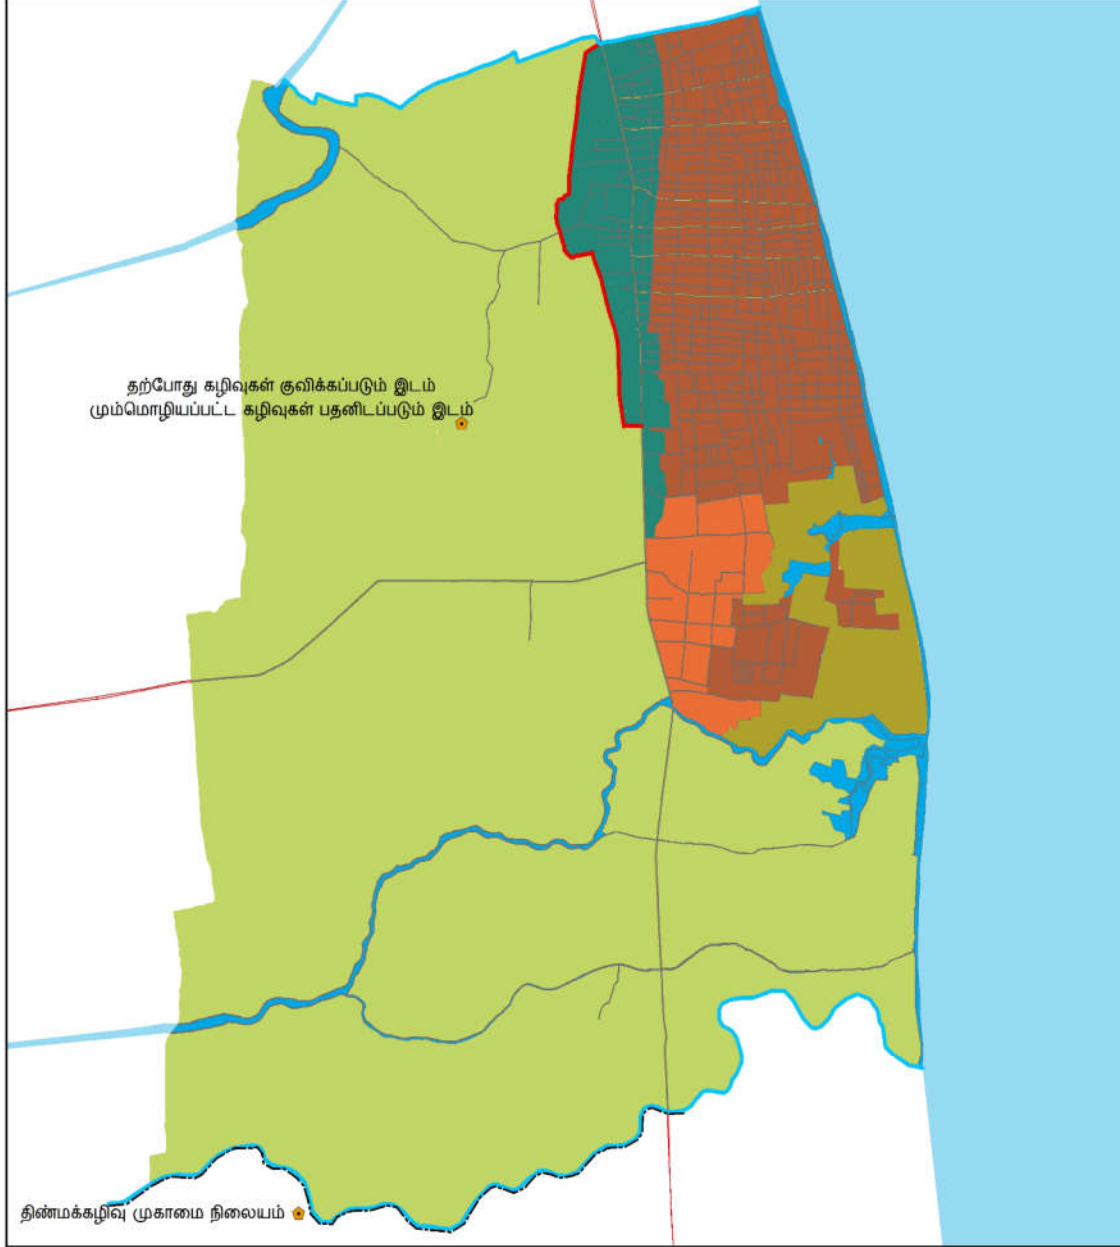 தற்போது கழிவுகள் குவிக்கப்படும் இடம்
மும்மொழியப்பட்ட கழிவுகள் பதனிடப்படும் இடம்
திண்மக்கழிவு முகாமை நிலையம்